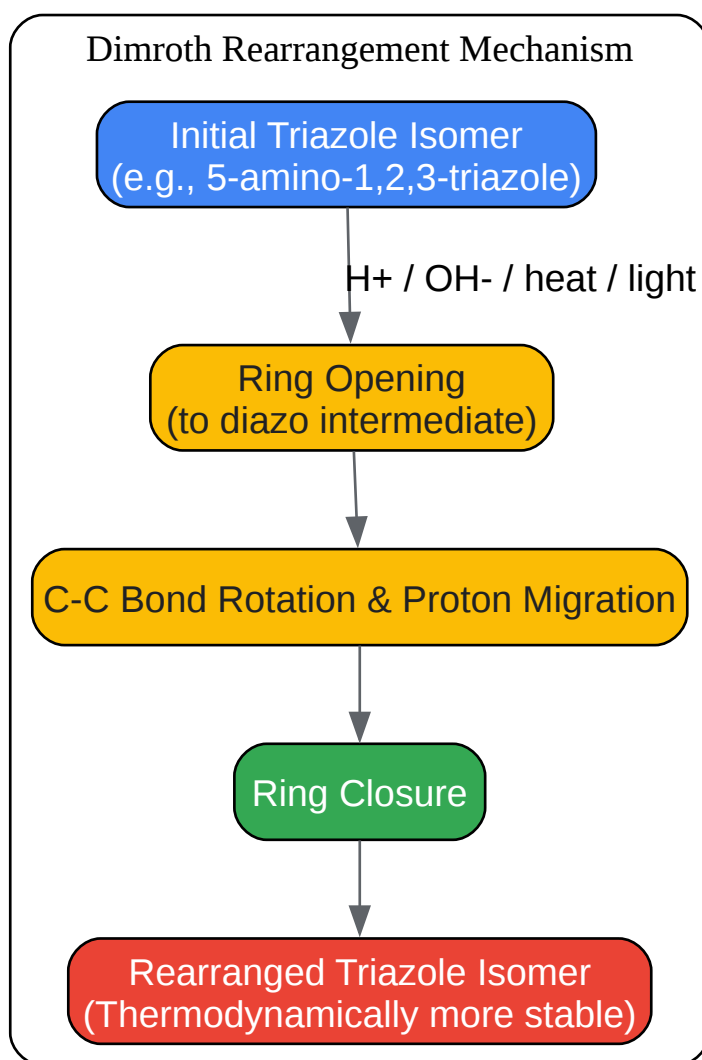 Dimroth Rearrangement Mechanism
Initial Triazole Isomer
(e.g., 5-amino-1,2,3-triazole)
H+ / OH- / heat / light
Ring Opening
(to diazo intermediate)
C-C Bond Rotation & Proton Migration
Ring Closure
Rearranged Triazole Isomer
(Thermodynamically more stable)